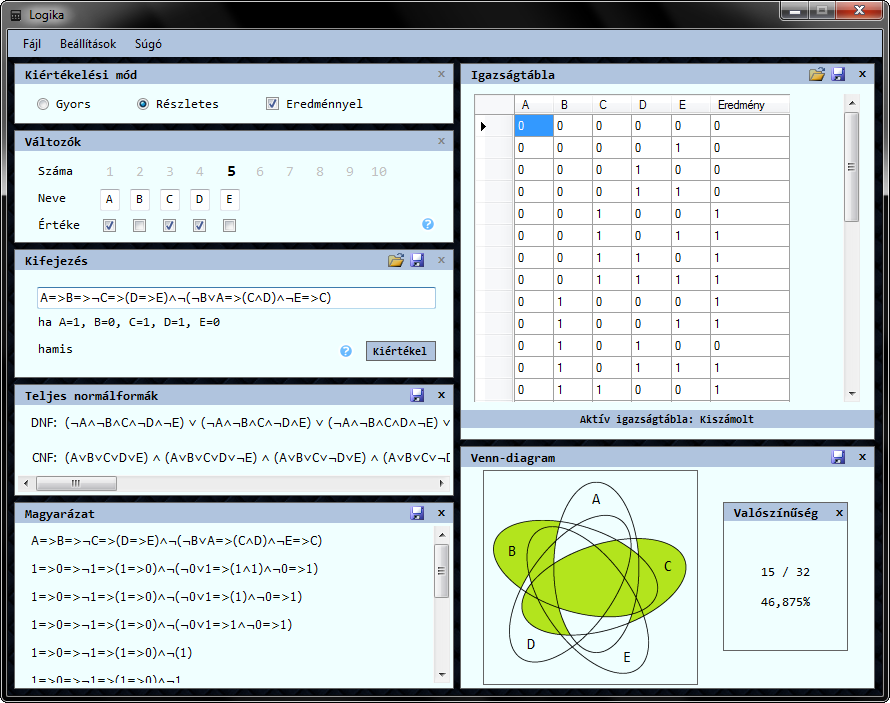 Logika
Fájl Beállítások Súgó
Kiértékelési mód
Gyors Részletes Eredménnyel
Változók
Száma 1 2 3 4 5 6 7 8 9 10
Neve A B C D E
Értéke
Kifejezés
A=>B=>¬C=>(D=>E)∧¬(¬B∨A=>(C∧D)∧¬E=>C)
ha A=1, B=0, C=1, D=1, E=0
hamis
Kiértékel
Teljes normálformák
DNF: (¬A∧¬B∧C∧¬D∧¬E) ∨ (¬A∧¬B∧C∧¬D∧E) ∨ (¬A∧¬B∧C∧D∧¬E) ∨
CNF: (A∨B∨C∨D∨E) ∧ (A∨B∨C∨D∨¬E) ∧ (A∨B∨C∨¬D∨E) ∧ (A∨B∨C∨¬D
Magyarázat
A=>B=>¬C=>(D=>E)∧¬(¬B∨A=>(C∧D)∧¬E=>C)
1=>0=>¬1=>(1=>0)∧¬(¬0∨1=>(1∧1)∧¬0=>1)
1=>0=>¬1=>(1=>0)∧¬(¬0∨1=>(1)∧¬0=>1)
1=>0=>¬1=>(1=>0)∧¬(¬0∨1=>1∧¬0=>1)
1=>0=>¬1=>(1=>0)∧¬(1)
1=>0=>¬1=>(1=>0)∧¬1
Igazságtábla
A B C D E Eredmény
0 0 0 0 0 0
0 0 0 0 1 0
0 0 0 1 0 0
0 0 0 1 1 0
0 0 1 0 0 1
0 0 1 0 1 1
0 0 1 1 0 1
0 0 1 1 1 1
0 1 0 0 0 1
0 1 0 0 1 1
0 1 0 1 0 0
0 1 0 1 1 1
0 1 1 0 0 1
Aktív igazságtábla: Kiszámolt
Venn-diagram
A
B
C
D
E
Valószínűség
15 / 32
46,875%